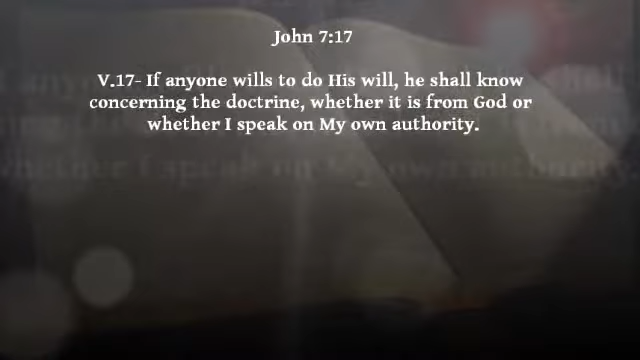 John 7:17
V.17- If anyone wills to do His will, he shall know
concerning the doctrine, whether it is from God or
whether I speak on My own authority.